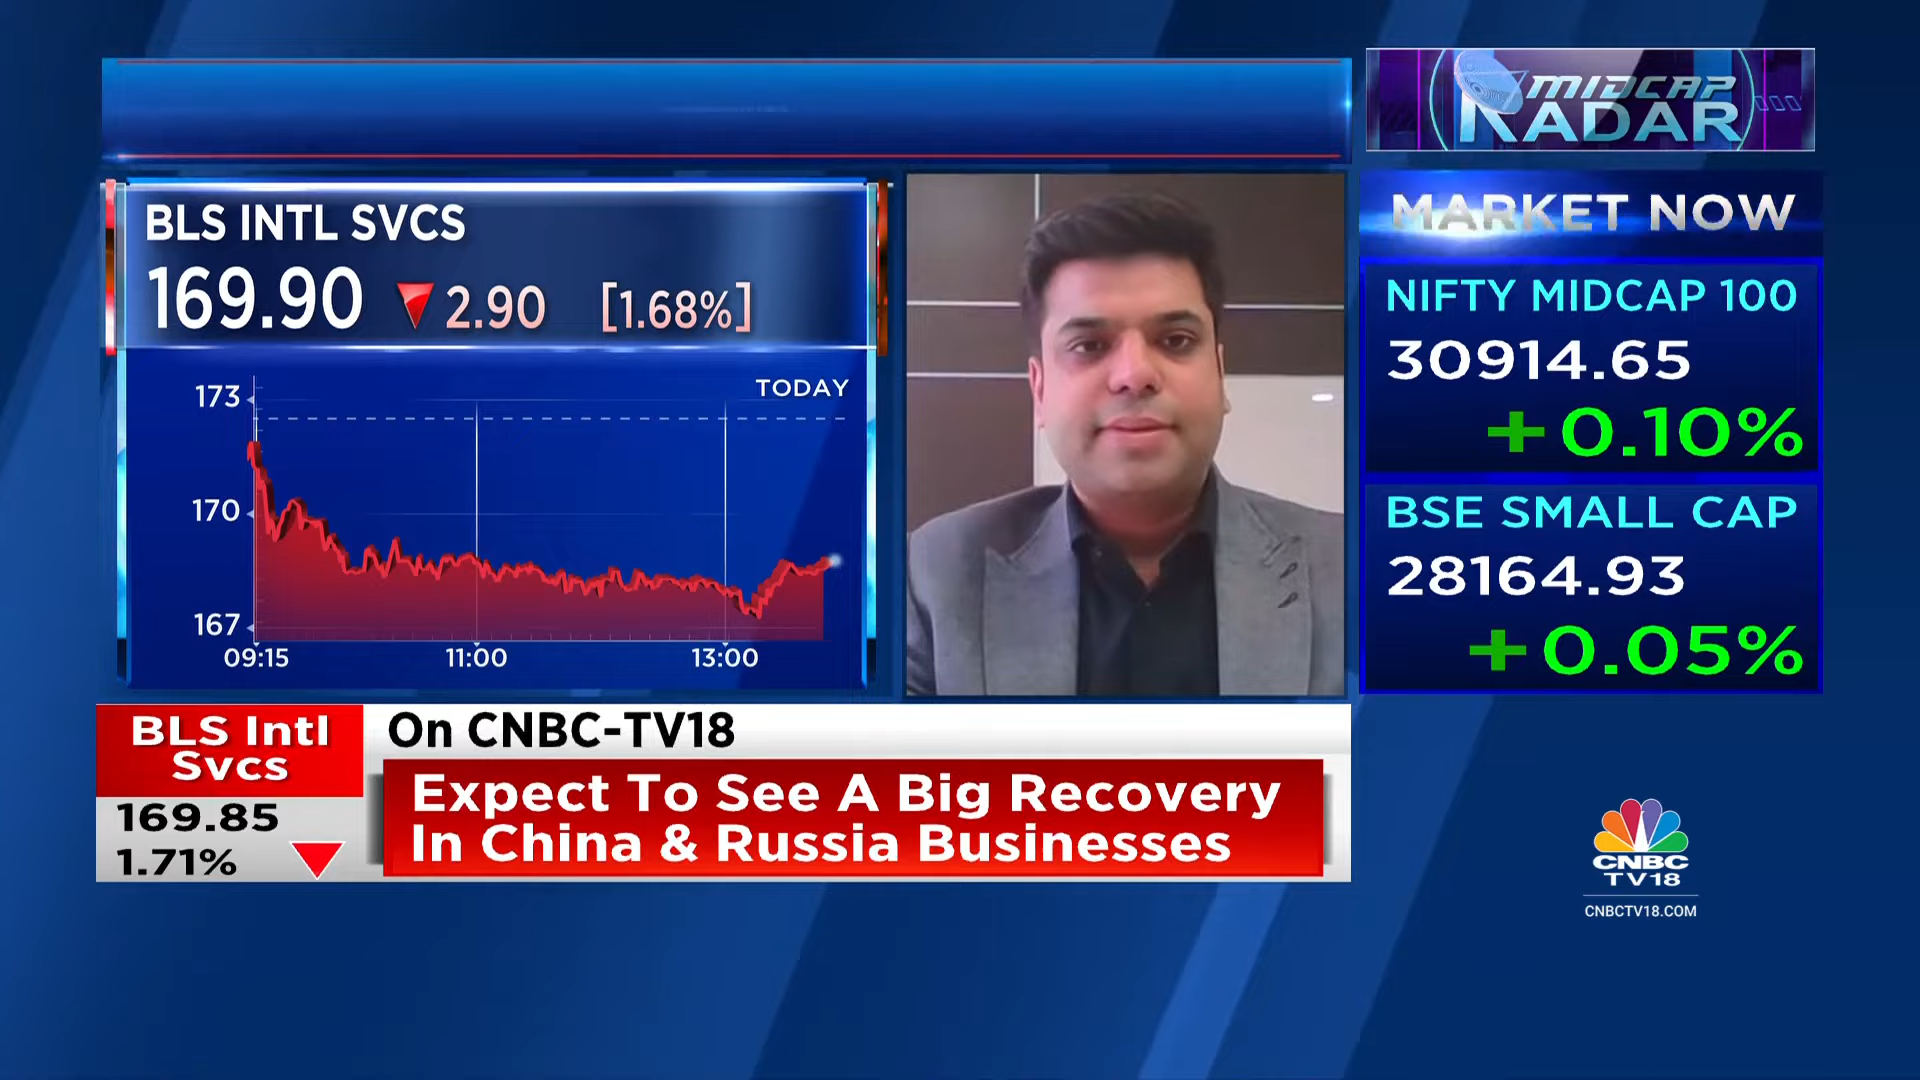 MIDCAP
RADAR
BLS INTL SVCS
169.90 ▼ 2.90 [1.68%]
TODAY
173
170
167
09:15 11:00 13:00
MARKET NOW
NIFTY MIDCAP 100
30914.65
+0.10%
BSE SMALL CAP
28164.93
+0.05%
BLS Intl
Svcs
169.85
1.71% ▼
On CNBC-TV18
Expect To See A Big Recovery
In China & Russia Businesses
CNBC
TV18
CNBCTV18.COM